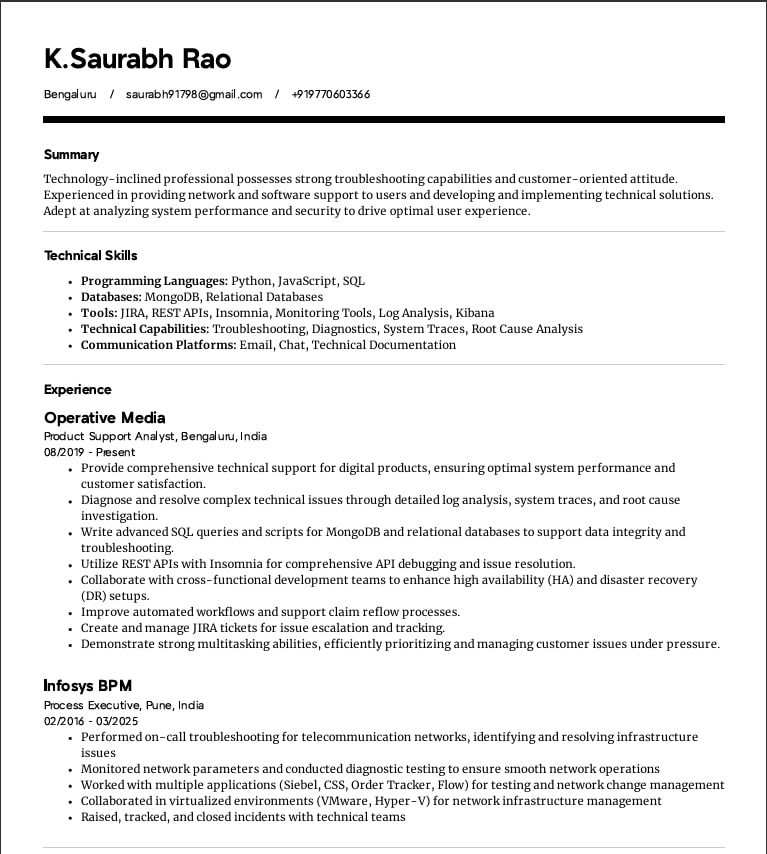 K.Saurabh Rao
Bengaluru / saurabh91798@gmail.com / +919770603366
Summary
Technology-inclined professional possesses strong troubleshooting capabilities and customer-oriented attitude.
Experienced in providing network and software support to users and developing and implementing technical solutions.
Adept at analyzing system performance and security to drive optimal user experience.
Technical Skills
• Programming Languages: Python, JavaScript, SQL
• Databases: MongoDB, Relational Databases
• Tools: JIRA, REST APIs, Insomnia, Monitoring Tools, Log Analysis, Kibana
• Technical Capabilities: Troubleshooting, Diagnostics, System Traces, Root Cause Analysis
• Communication Platforms: Email, Chat, Technical Documentation
Experience
Operative Media
Product Support Analyst, Bengaluru, India
08/2019 - Present
• Provide comprehensive technical support for digital products, ensuring optimal system performance and
customer satisfaction.
• Diagnose and resolve complex technical issues through detailed log analysis, system traces, and root cause
investigation.
• Write advanced SQL queries and scripts for MongoDB and relational databases to support data integrity and
troubleshooting.
• Utilize REST APIs with Insomnia for comprehensive API debugging and issue resolution.
• Collaborate with cross-functional development teams to enhance high availability (HA) and disaster recovery
(DR) setups.
• Improve automated workflows and support claim reflow processes.
• Create and manage JIRA tickets for issue escalation and tracking.
• Demonstrate strong multitasking abilities, efficiently prioritizing and managing customer issues under pressure.
Infosys BPM
Process Executive, Pune, India
02/2016 - 03/2025
• Performed on-call troubleshooting for telecommunication networks, identifying and resolving infrastructure
issues
• Monitored network parameters and conducted diagnostic testing to ensure smooth network operations
• Worked with multiple applications (Siebel, CSS, Order Tracker, Flow) for testing and network change management
• Collaborated in virtualized environments (VMware, Hyper-V) for network infrastructure management
• Raised, tracked, and closed incidents with technical teams